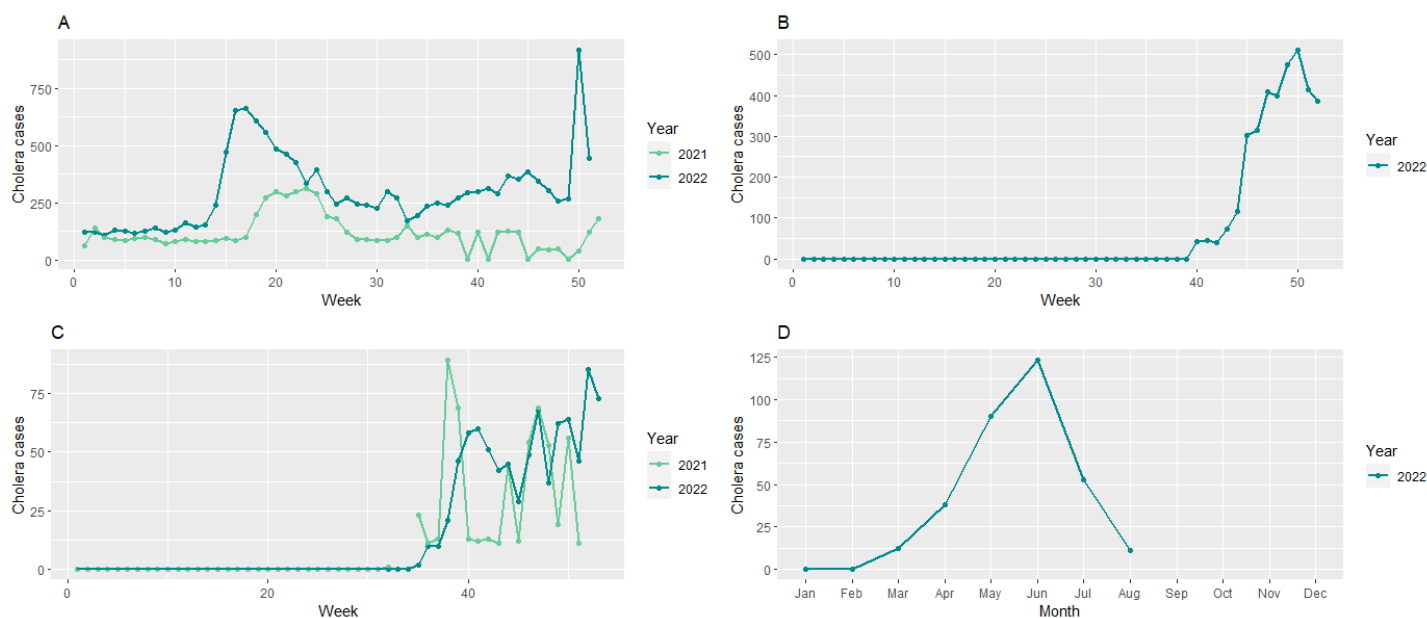 A
Cholera cases
750
500
250
0
0 10 20 30 40 50
Week
Year
2021
2022
B
Cholera cases
500
400
300
200
100
0
0 10 20 30 40 50
Week
Year
2022
C
Cholera cases
75
50
25
0
0 20 40
Week
Year
2021
2022
D
Cholera cases
125
100
75
50
25
0
Jan Feb Mar Apr May Jun Jul Aug Sep Oct Nov Dec
Month
Year
2022